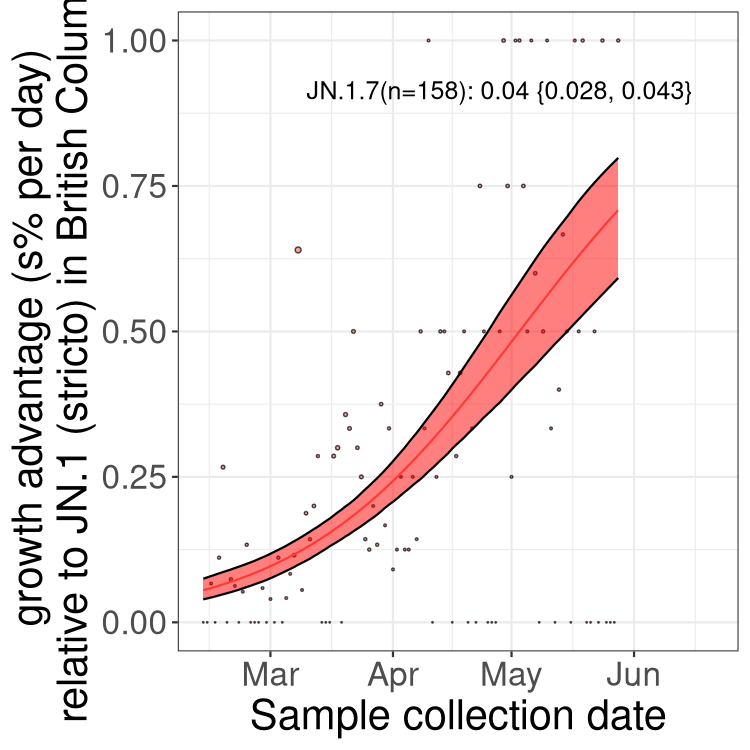 growth advantage (s% per day)
relative to JN.1 (stricto) in British Colum
1.00
0.75
0.50
0.25
0.00
JN.1.7(n=158): 0.04 {0.028, 0.043}
Mar Apr May Jun
Sample collection date